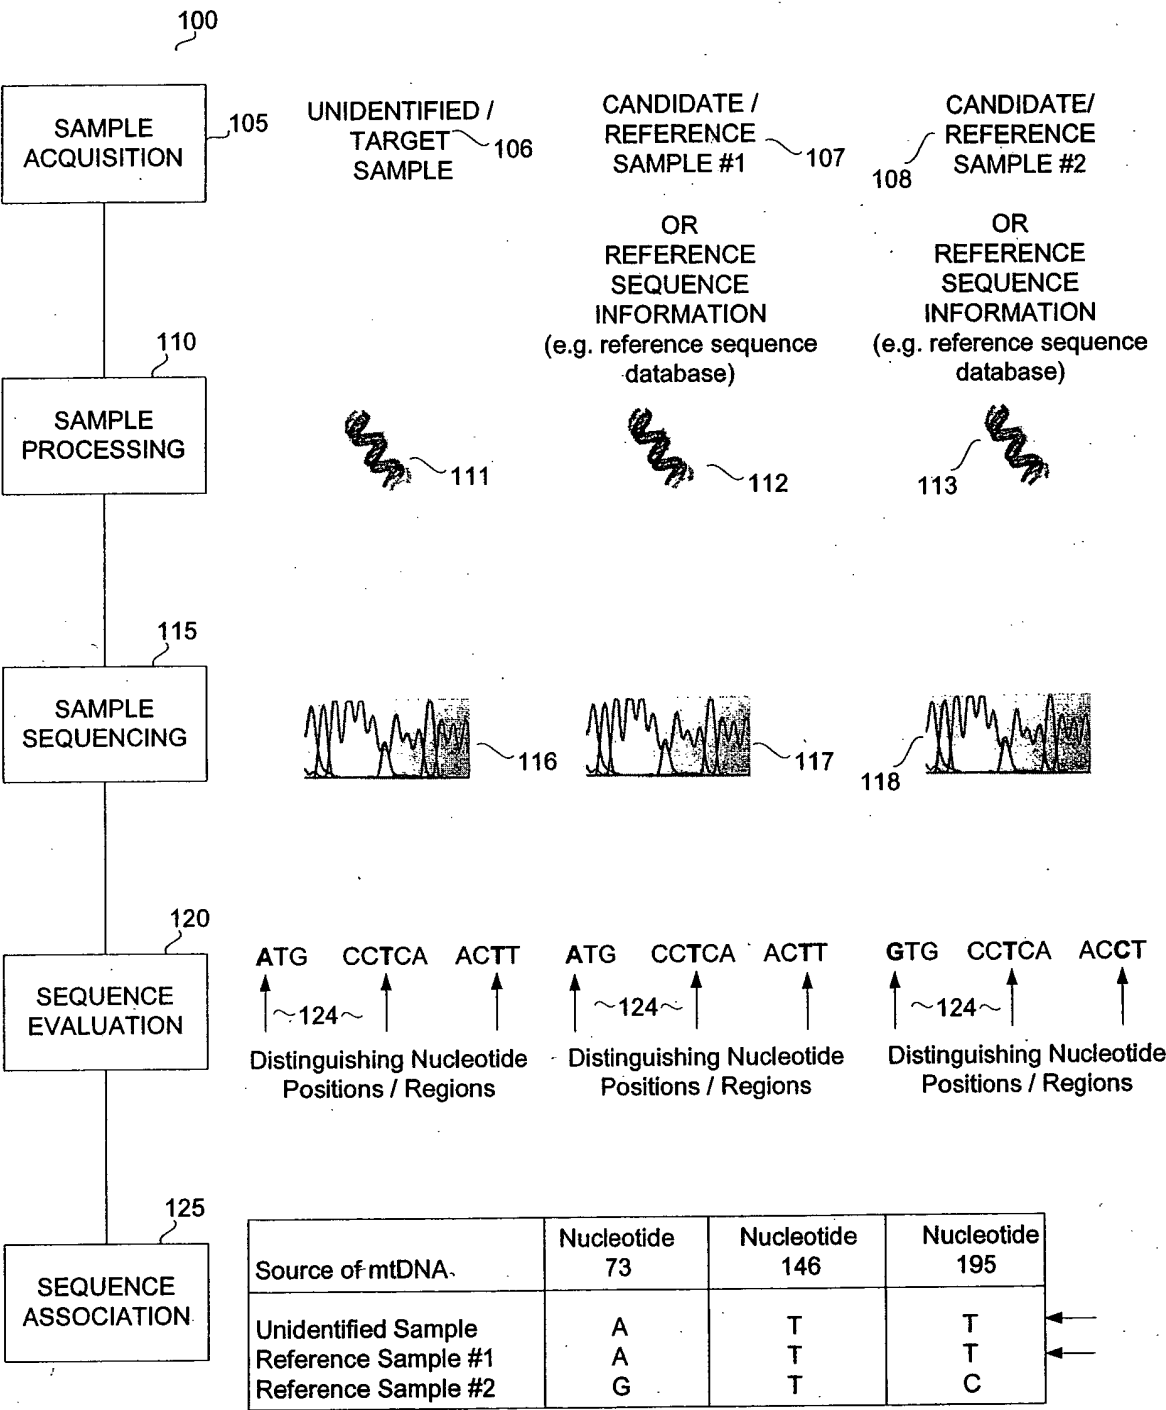 100
SAMPLE
ACQUISITION
105
UNIDENTIFIED /
TARGET
SAMPLE
106
CANDIDATE /
REFERENCE
SAMPLE #1
107
CANDIDATE/
REFERENCE
SAMPLE #2
108
OR
REFERENCE
SEQUENCE
INFORMATION
(e.g. reference sequence
database)
OR
REFERENCE
SEQUENCE
INFORMATION
(e.g. reference sequence
database)
110
SAMPLE
PROCESSING
111
112
113
115
SAMPLE
SEQUENCING
116
117
118
120
SEQUENCE
EVALUATION
ATG CCTCA ACTT
~124~
Distinguishing Nucleotide
Positions / Regions
ATG CCTCA ACTT
~124~
Distinguishing Nucleotide
Positions / Regions
GTG CCTCA ACCT
~124~
Distinguishing Nucleotide
Positions / Regions
125
SEQUENCE
ASSOCIATION
Source of mtDNA Nucleotide 73 Nucleotide 146 Nucleotide 195
Unidentified Sample A T T
Reference Sample #1 A T T
Reference Sample #2 G T C